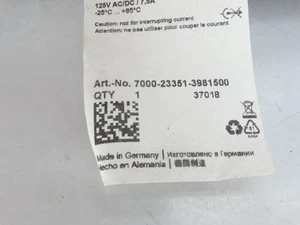 125V AC/DC / 7,5A
-25°C ... +85°C
Caution: not for interrupting current
Attention: ne pas utiliser pour couper le courant
Art.-No. 7000-23351-3981500
QTY 1 37018
Made in Germany | Изготовлено в Германии
Hecho en Alemania | 德國制造